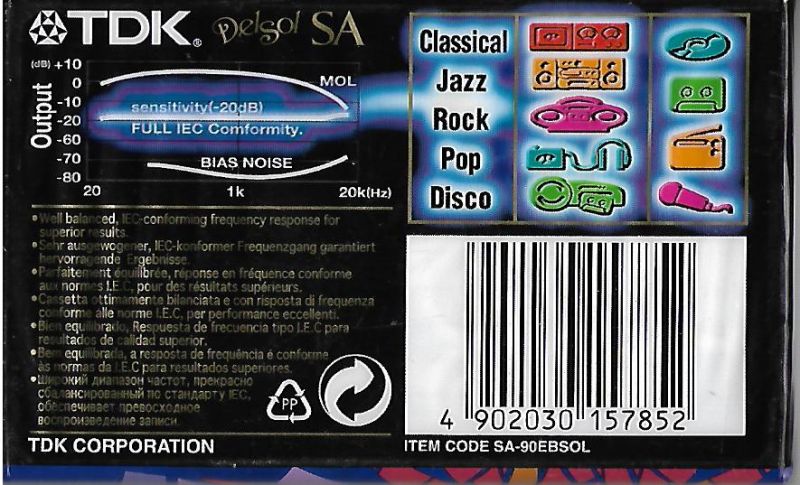 TDK® Delsol SA
(dB) +10
0
-10
-20
-60
-70
-80
Output
MOL
sensitivity(-20dB)
FULL IEC Comformity.
BIAS NOISE
20 1k 20k(Hz)
•Well balanced, IEC-conforming frequency response for
superior results.
•Sehr ausgewogener, IEC-konformer Frequenzgang garantiert
hervorragende Ergebnisse.
•Parfaitement équilibrée, réponse en fréquence conforme
aux normes I.E.C, pour des résultats supérieurs.
•Cassetta ottimamente bilanciata e con risposta di frequenza
conforme alle norme I.E.C, per performance eccellenti.
•Bien equilibrado, Respuesta de frecuencia tipo I.E.C para
resultados de calidad superior.
•Bem equilibrada, a resposta de frequência é conforme
às normas da I.E.C para resultados superiores.
•Широкий диапазон частот, прекрасно
сбалансированный по стандарту IEC,
обеспечивает превосходное
воспроизведение записи.
PP
TDK CORPORATION
Classical
Jazz
Rock
Pop
Disco
4 902030 157852
ITEM CODE SA-90EBSOL